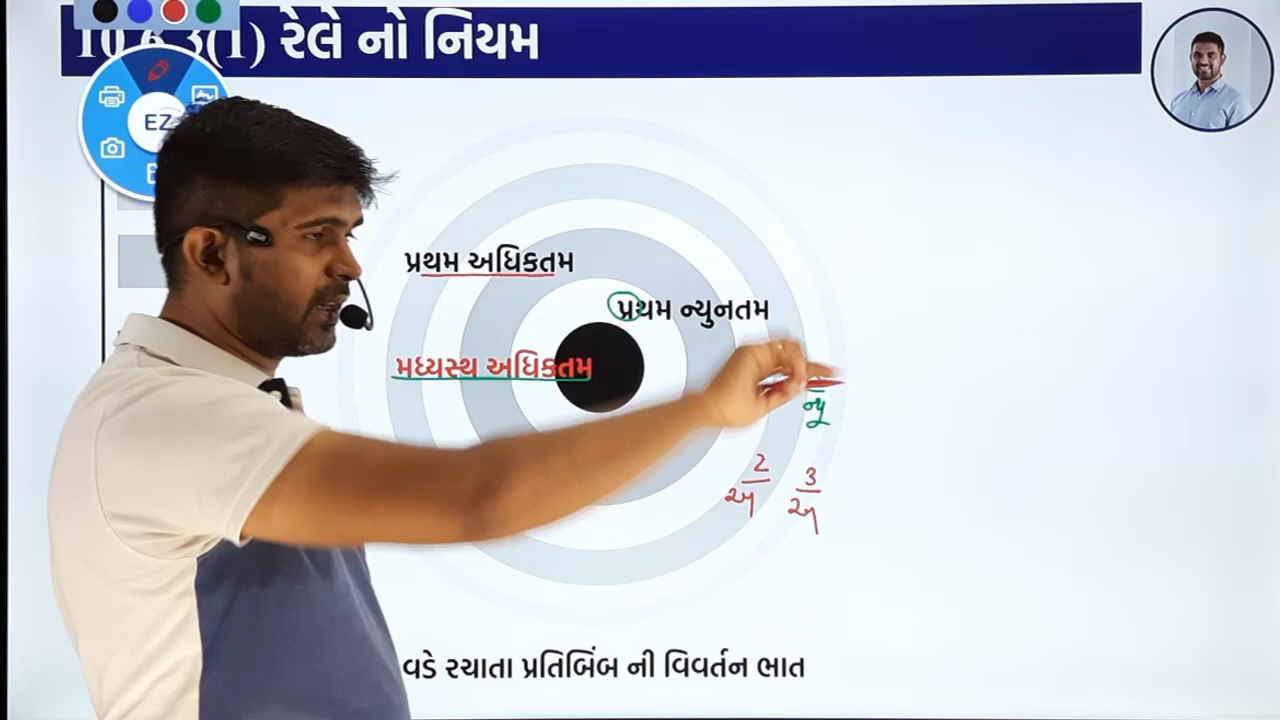 10.6.3(1) રેલે નો નિયમ
EZ
પ્રથમ અધિકતમ
પ્રથમ ન્યુનતમ
મધ્યસ્થ અધિકતમ
ન્યૂ
2 3
અ અ
વડે રચાતા પ્રતિબિંબ ની વિવર્તન ભાત